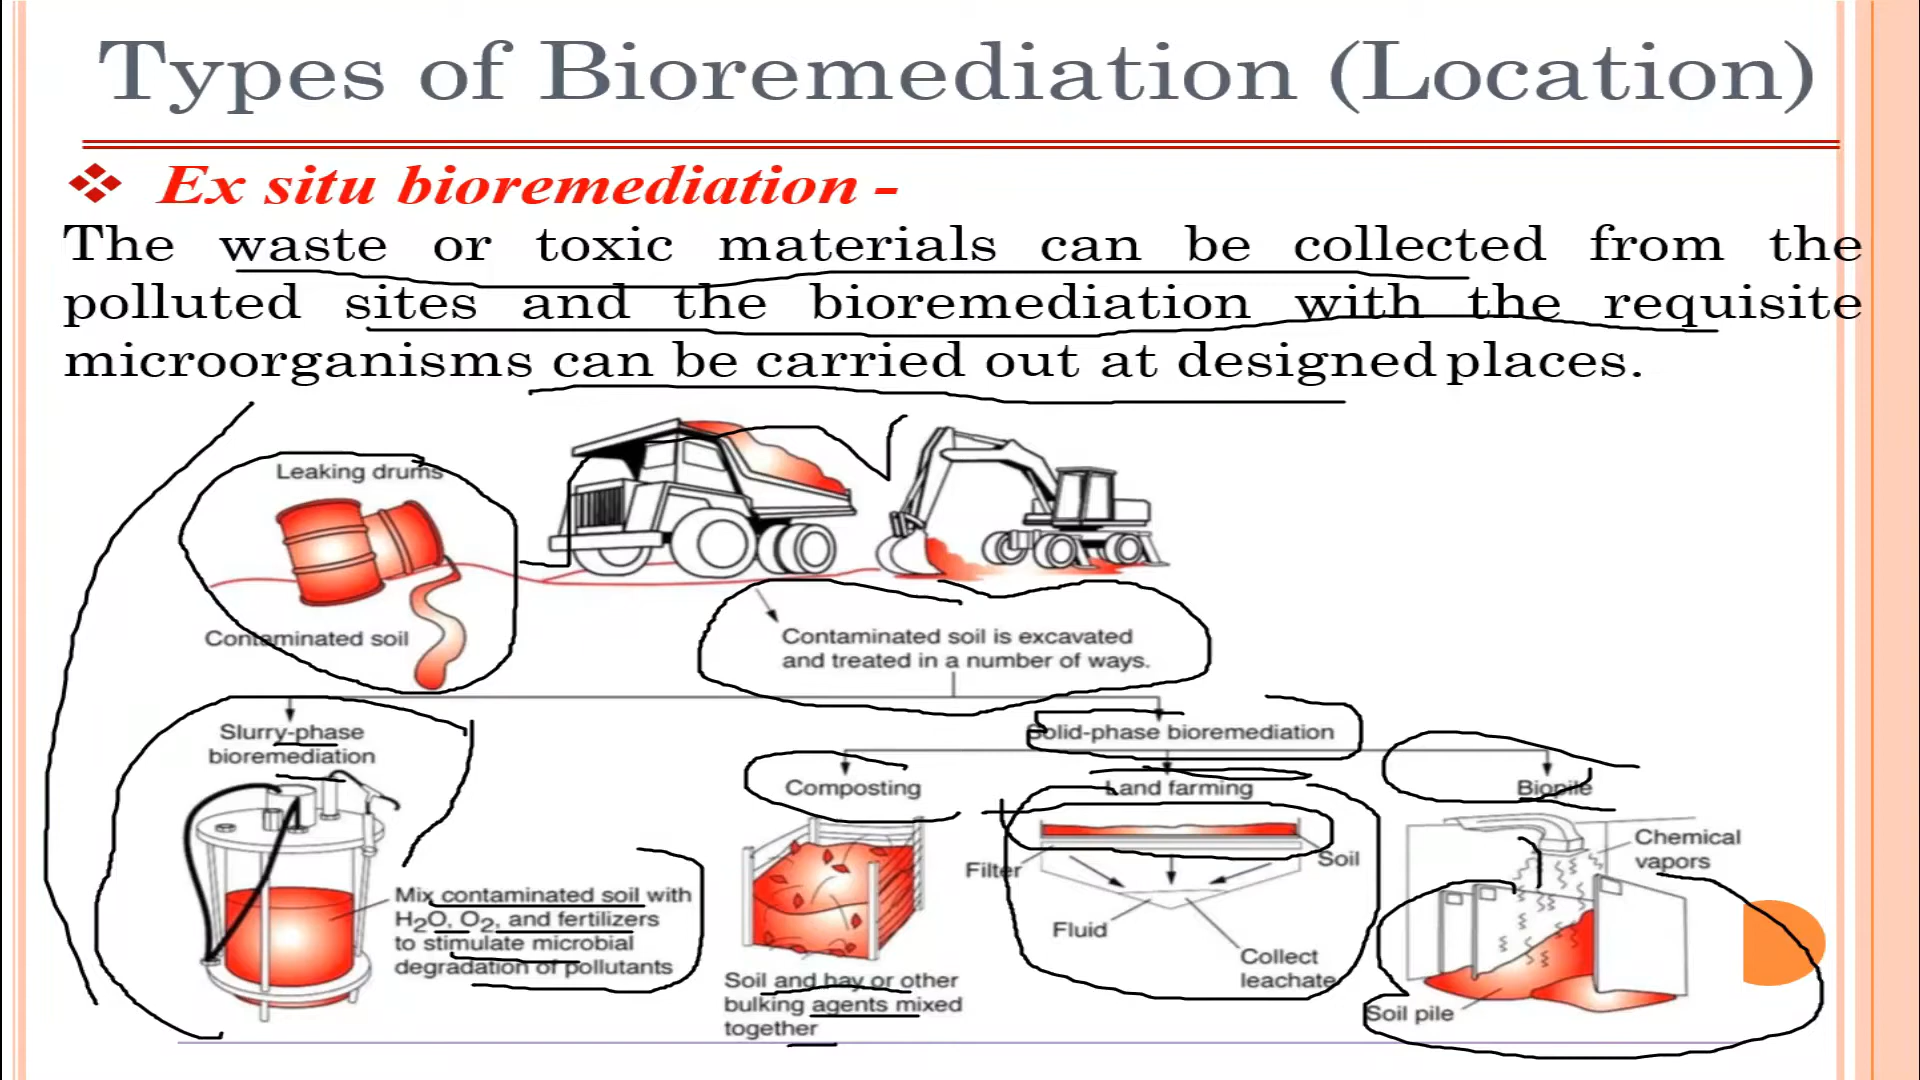 Types of Bioremediation (Location)
❖ Ex situ bioremediation -
The waste or toxic materials can be collected from the
polluted sites and the bioremediation with the requisite
microorganisms can be carried out at designed places.
Leaking drums
Contaminated soil
Contaminated soil is excavated
and treated in a number of ways.
Slurry-phase
bioremediation
Solid-phase bioremediation
Composting
Land farming
Biopile
Mix contaminated soil with
H2O, O2, and fertilizers
to stimulate microbial
degradation of pollutants
Soil and hay or other
bulking agents mixed
together
Filter
Soil
Fluid
Collect
leachate
Chemical
vapors
Soil pile